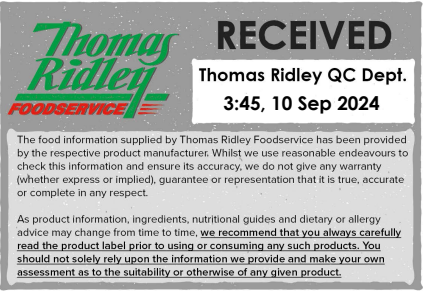 Thomas
Ridley
FOODSERVICE
RECEIVED
Thomas Ridley QC Dept.
3:45, 10 Sep 2024
The food information supplied by Thomas Ridley Foodservice has been provided
by the respective product manufacturer. Whilst we use reasonable endeavours to
check this information and ensure its accuracy, we do not give any warranty
(whether express or implied), guarantee or representation that it is true, accurate
or complete in any respect.
As product information, ingredients, nutritional guides and dietary or allergy
advice may change from time to time, we recommend that you always carefully
read the product label prior to using or consuming any such products. You
should not solely rely upon the information we provide and make your own
assessment as to the suitability or otherwise of any given product.